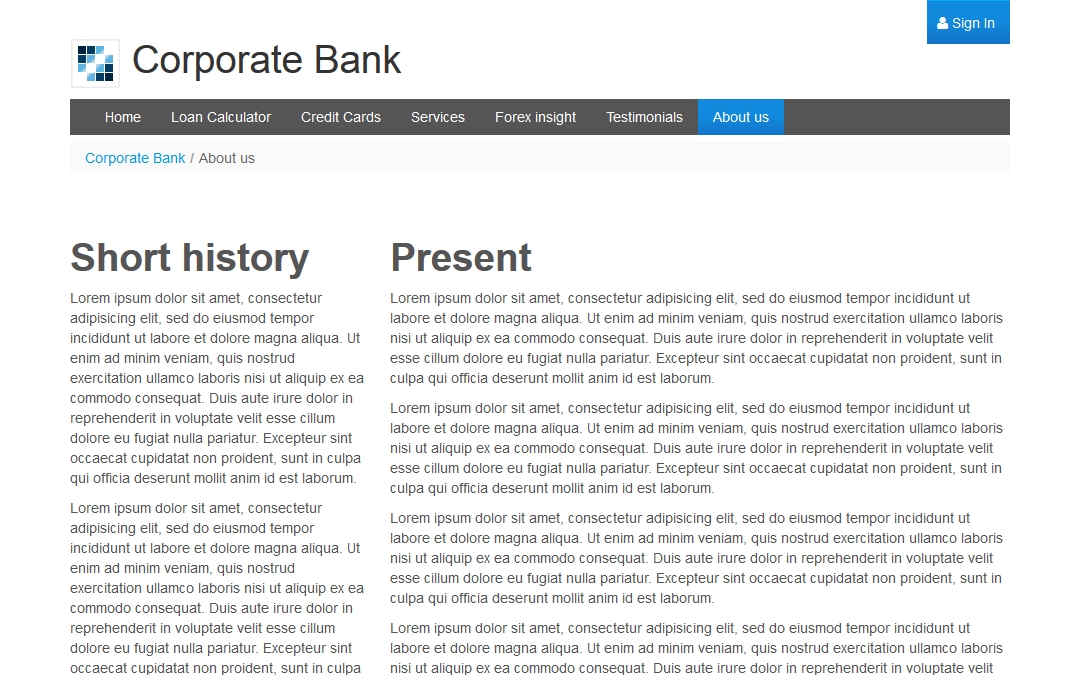 Sign In
Corporate Bank
Home Loan Calculator Credit Cards Services Forex insight Testimonials About us
Corporate Bank / About us
Short history
Lorem ipsum dolor sit amet, consectetur
adipisicing elit, sed do eiusmod tempor
incididunt ut labore et dolore magna aliqua. Ut
enim ad minim veniam, quis nostrud
exercitation ullamco laboris nisi ut aliquip ex ea
commodo consequat. Duis aute irure dolor in
reprehenderit in voluptate velit esse cillum
dolore eu fugiat nulla pariatur. Excepteur sint
occaecat cupidatat non proident, sunt in culpa
qui officia deserunt mollit anim id est laborum.
Lorem ipsum dolor sit amet, consectetur
adipisicing elit, sed do eiusmod tempor
incididunt ut labore et dolore magna aliqua. Ut
enim ad minim veniam, quis nostrud
exercitation ullamco laboris nisi ut aliquip ex ea
commodo consequat. Duis aute irure dolor in
reprehenderit in voluptate velit esse cillum
dolore eu fugiat nulla pariatur. Excepteur sint
occaecat cupidatat non proident, sunt in culpa
Present
Lorem ipsum dolor sit amet, consectetur adipisicing elit, sed do eiusmod tempor incididunt ut
labore et dolore magna aliqua. Ut enim ad minim veniam, quis nostrud exercitation ullamco laboris
nisi ut aliquip ex ea commodo consequat. Duis aute irure dolor in reprehenderit in voluptate velit
esse cillum dolore eu fugiat nulla pariatur. Excepteur sint occaecat cupidatat non proident, sunt in
culpa qui officia deserunt mollit anim id est laborum.
Lorem ipsum dolor sit amet, consectetur adipisicing elit, sed do eiusmod tempor incididunt ut
labore et dolore magna aliqua. Ut enim ad minim veniam, quis nostrud exercitation ullamco laboris
nisi ut aliquip ex ea commodo consequat. Duis aute irure dolor in reprehenderit in voluptate velit
esse cillum dolore eu fugiat nulla pariatur. Excepteur sint occaecat cupidatat non proident, sunt in
culpa qui officia deserunt mollit anim id est laborum.
Lorem ipsum dolor sit amet, consectetur adipisicing elit, sed do eiusmod tempor incididunt ut
labore et dolore magna aliqua. Ut enim ad minim veniam, quis nostrud exercitation ullamco laboris
nisi ut aliquip ex ea commodo consequat. Duis aute irure dolor in reprehenderit in voluptate velit
esse cillum dolore eu fugiat nulla pariatur. Excepteur sint occaecat cupidatat non proident, sunt in
culpa qui officia deserunt mollit anim id est laborum.
Lorem ipsum dolor sit amet, consectetur adipisicing elit, sed do eiusmod tempor incididunt ut
labore et dolore magna aliqua. Ut enim ad minim veniam, quis nostrud exercitation ullamco laboris
nisi ut aliquip ex ea commodo consequat. Duis aute irure dolor in reprehenderit in voluptate velit